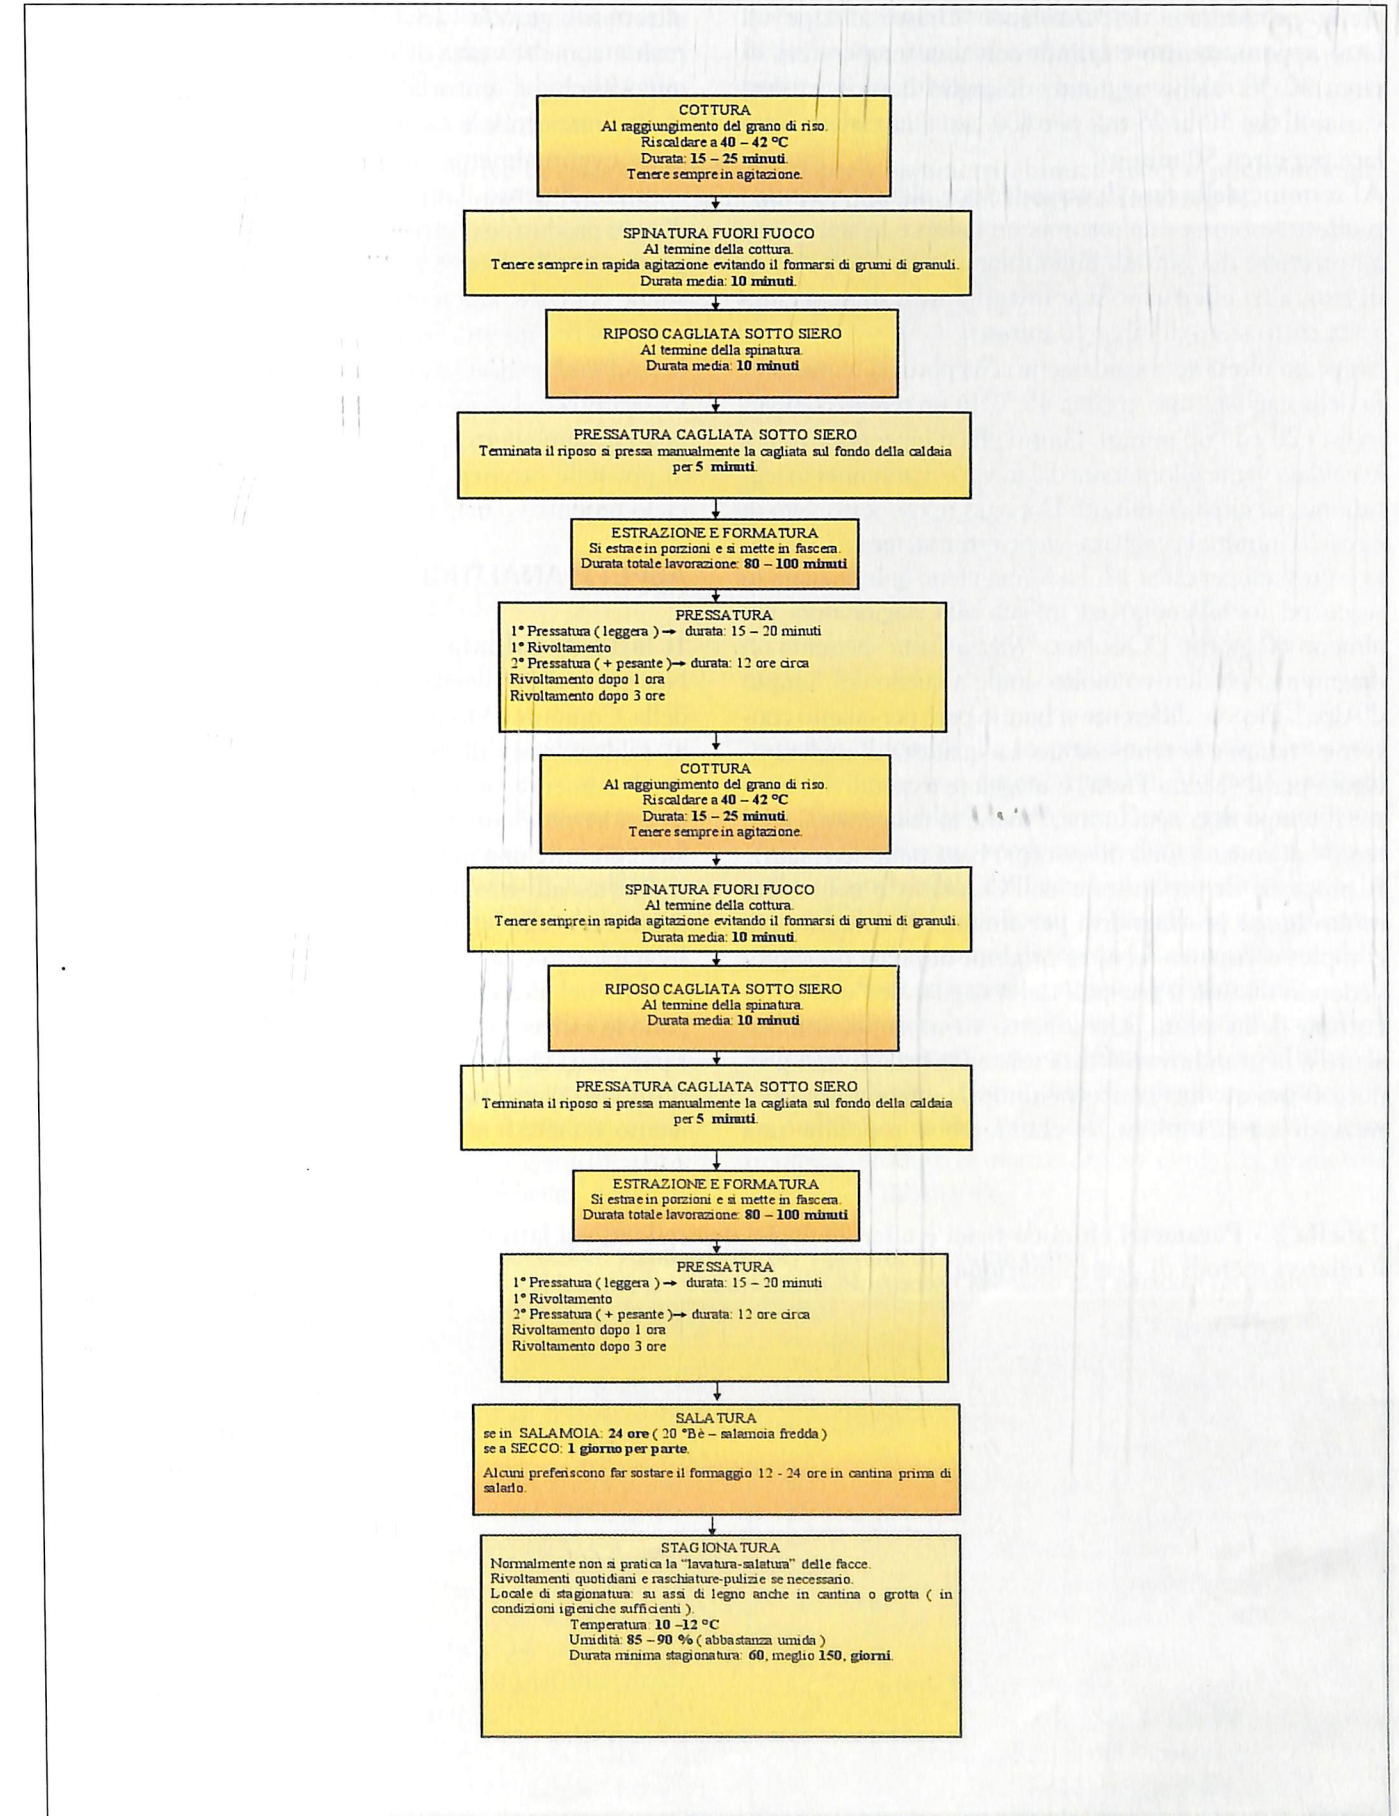 COTTURA
Al raggiungimento del grano di riso.
Riscaldare a 40 – 42 °C
Durata: 15 – 25 minuti.
Tenere sempre in agitazione.
SPINATURA FUORI FUOCO
Al termine della cottura.
Tenere sempre in rapida agitazione evitando il formarsi di grumi di granuli.
Durata media: 10 minuti.
RIPOSO CAGLIATA SOTTO SIERO
Al termine della spinatura.
Durata media: 10 minuti
PRESSATURA CAGLIATA SOTTO SIERO
Terminata il riposo si pressa manualmente la cagliata sul fondo della caldaia
per 5 minuti.
ESTRAZIONE E FORMATURA
Si estrae in porzioni e si mette in fascera.
Durata totale lavorazione: 80 – 100 minuti
PRESSATURA
1° Pressatura ( leggera ) → durata: 15 – 20 minuti
1° Rivoltamento
2° Pressatura ( + pesante ) → durata: 12 ore circa
Rivoltamento dopo 1 ora
Rivoltamento dopo 3 ore
COTTURA
Al raggiungimento del grano di riso.
Riscaldare a 40 – 42 °C
Durata: 15 – 25 minuti.
Tenere sempre in agitazione.
SPINATURA FUORI FUOCO
Al termine della cottura.
Tenere sempre in rapida agitazione evitando il formarsi di grumi di granuli.
Durata media: 10 minuti.
RIPOSO CAGLIATA SOTTO SIERO
Al termine della spinatura.
Durata media: 10 minuti
PRESSATURA CAGLIATA SOTTO SIERO
Terminata il riposo si pressa manualmente la cagliata sul fondo della caldaia
per 5 minuti.
ESTRAZIONE E FORMATURA
Si estrae in porzioni e si mette in fascera.
Durata totale lavorazione: 80 – 100 minuti
PRESSATURA
1° Pressatura ( leggera ) → durata: 15 – 20 minuti
1° Rivoltamento
2° Pressatura ( + pesante ) → durata: 12 ore circa
Rivoltamento dopo 1 ora
Rivoltamento dopo 3 ore
SALATURA
se in SALAMOIA: 24 ore ( 20 °Bè – salamoia fredda )
se a SECCO: 1 giorno per parte.
Alcuni preferiscono far sostare il formaggio 12 - 24 ore in cantina prima di
salarlo.
STAGIONATURA
Normalmente non si pratica la "lavatura-salatura" delle facce.
Rivoltamenti quotidiani e raschiature-pulizie se necessario.
Locale di stagionatura: su assi di legno anche in cantina o grotta ( in
condizioni igieniche sufficienti ).
Temperatura: 10 –12 °C
Umidità: 85 – 90 % ( abbastanza umida )
Durata minima stagionatura: 60, meglio 150, giorni.